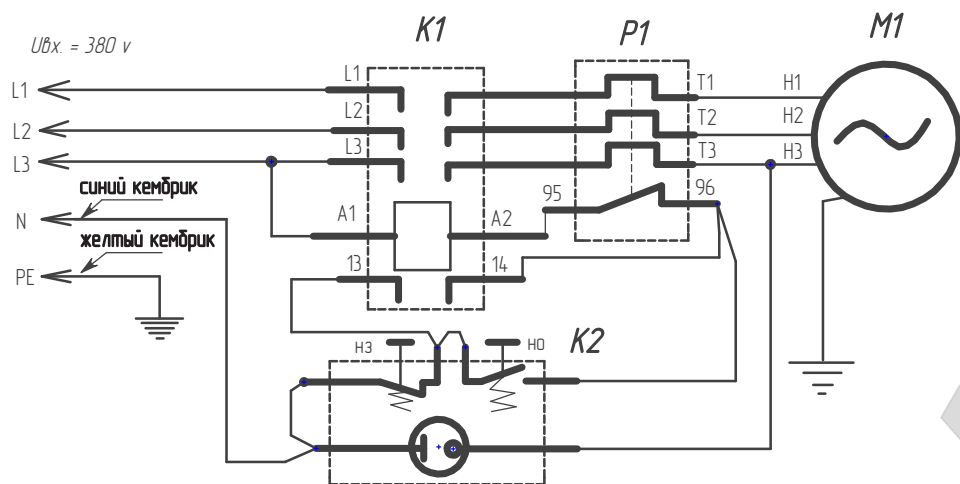 K1
P1
M1
Uвх. = 380 v
L1
L1
T1
H1
L2
L2
T2
H2
L3
L3
T3
H3
синий кембрик
95
96
N
A1
A2
желтый кембрик
PE
13
14
НЗ
НО
K2